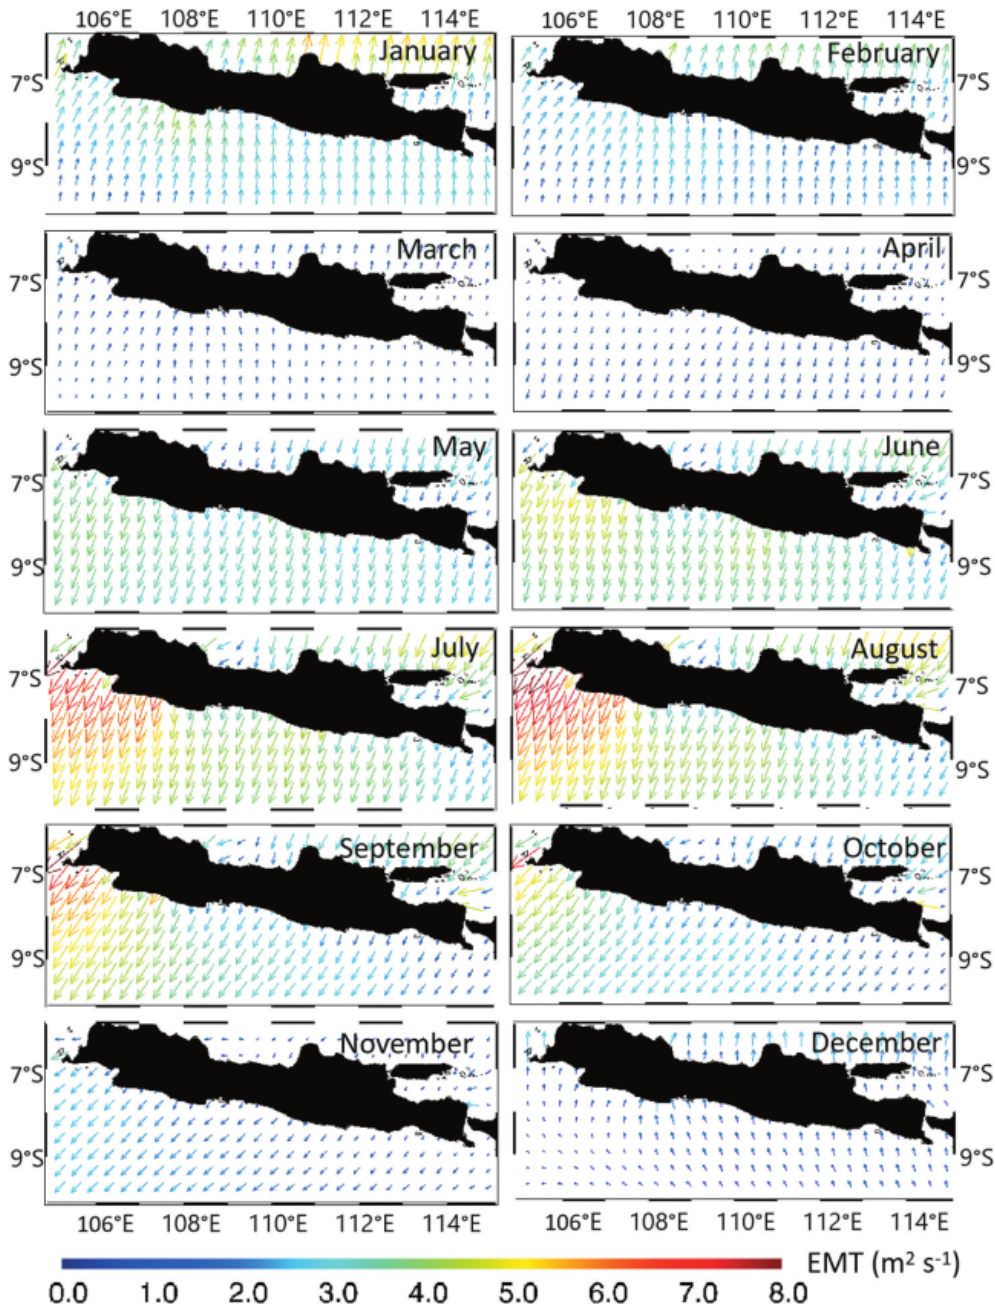 106°E 108°E 110°E 112°E 114°E 106°E 108°E 110°E 112°E 114°E
January February
7°S 7°S
9°S 9°S
March April
7°S 7°S
9°S 9°S
May June
7°S 7°S
9°S 9°S
July August
7°S 7°S
9°S 9°S
September October
7°S 7°S
9°S 9°S
November December
7°S 7°S
9°S 9°S
106°E 108°E 110°E 112°E 114°E 106°E 108°E 110°E 112°E 114°E
EMT (m² s⁻¹)
0.0 1.0 2.0 3.0 4.0 5.0 6.0 7.0 8.0